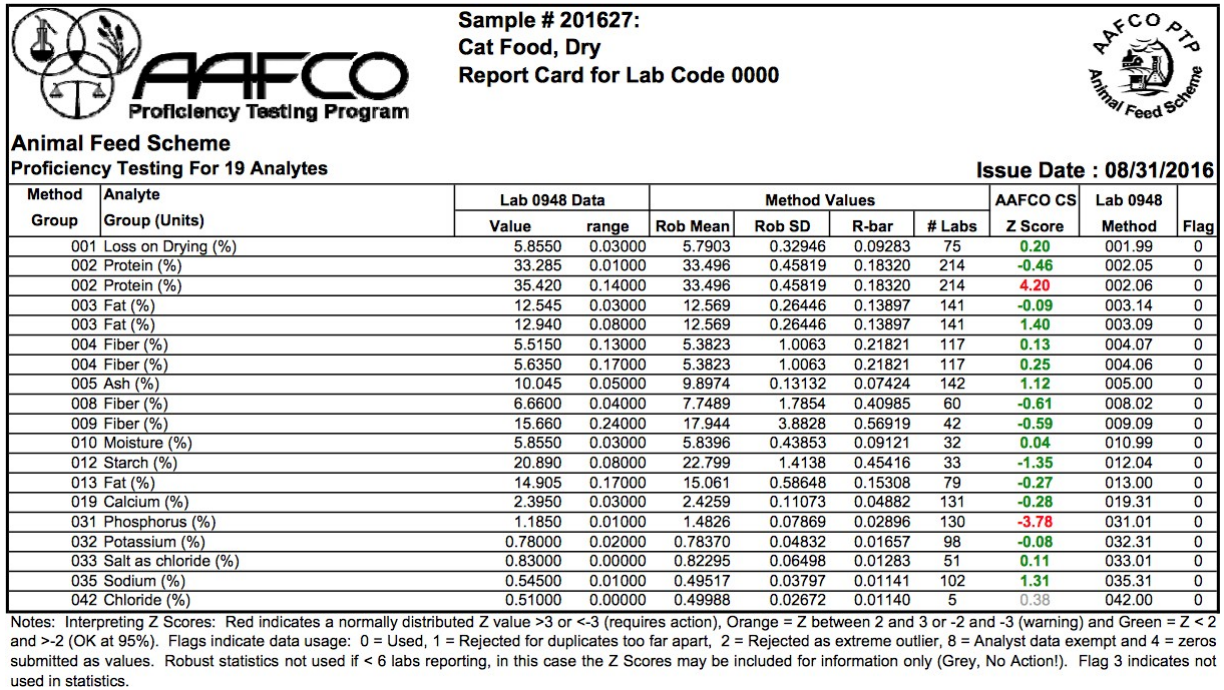 Sample # 201627:
Cat Food, Dry
Report Card for Lab Code 0000
AAFCO
Proficiency Testing Program
AAFCO PTP
Animal Feed Scheme
Animal Feed Scheme
Proficiency Testing For 19 Analytes
Issue Date : 08/31/2016
Method Group Analyte Group (Units) Lab 0948 Data Method Values AAFCO CS Lab 0948
Value range Rob Mean Rob SD R-bar # Labs Z Score Method Flag
001 Loss on Drying (%) 5.8550 0.03000 5.7903 0.32946 0.09283 75 0.20 001.99 0
002 Protein (%) 33.285 0.01000 33.496 0.45819 0.18320 214 -0.46 002.05 0
002 Protein (%) 35.420 0.14000 33.496 0.45819 0.18320 214 4.20 002.06 0
003 Fat (%) 12.545 0.03000 12.569 0.26446 0.13897 141 -0.09 003.14 0
003 Fat (%) 12.940 0.08000 12.569 0.26446 0.13897 141 1.40 003.09 0
004 Fiber (%) 5.5150 0.13000 5.3823 1.0063 0.21821 117 0.13 004.07 0
004 Fiber (%) 5.6350 0.17000 5.3823 1.0063 0.21821 117 0.25 004.06 0
005 Ash (%) 10.045 0.05000 9.8974 0.13132 0.07424 142 1.12 005.00 0
008 Fiber (%) 6.6600 0.04000 7.7489 1.7854 0.40985 60 -0.61 008.02 0
009 Fiber (%) 15.660 0.24000 17.944 3.8828 0.56919 42 -0.59 009.09 0
010 Moisture (%) 5.8550 0.03000 5.8396 0.43853 0.09121 32 0.04 010.99 0
012 Starch (%) 20.890 0.08000 22.799 1.4138 0.45416 33 -1.35 012.04 0
013 Fat (%) 14.905 0.17000 15.061 0.58648 0.15308 79 -0.27 013.00 0
019 Calcium (%) 2.3950 0.03000 2.4259 0.11073 0.04882 131 -0.28 019.31 0
031 Phosphorus (%) 1.1850 0.01000 1.4826 0.07869 0.02896 130 -3.78 031.01 0
032 Potassium (%) 0.78000 0.02000 0.78370 0.04832 0.01657 98 -0.08 032.31 0
033 Salt as chloride (%) 0.83000 0.00000 0.82295 0.06498 0.01283 51 0.11 033.01 0
035 Sodium (%) 0.54500 0.01000 0.49517 0.03797 0.01141 102 1.31 035.31 0
042 Chloride (%) 0.51000 0.00000 0.49988 0.02672 0.01140 5 0.38 042.00 0
Notes: Interpreting Z Scores: Red indicates a normally distributed Z value >3 or <-3 (requires action), Orange = Z between 2 and 3 or -2 and -3 (warning) and Green = Z < 2
and >-2 (OK at 95%). Flags indicate data usage: 0 = Used, 1 = Rejected for duplicates too far apart, 2 = Rejected as extreme outlier, 8 = Analyst data exempt and 4 = zeros
submitted as values. Robust statistics not used if < 6 labs reporting, in this case the Z Scores may be included for information only (Grey, No Action!). Flag 3 indicates not
used in statistics.